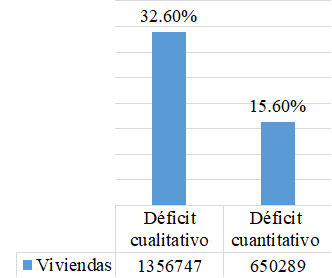 32.60%
15.60%
Déficit cualitativo
Déficit cuantitativo
Viviendas 1356747 650289